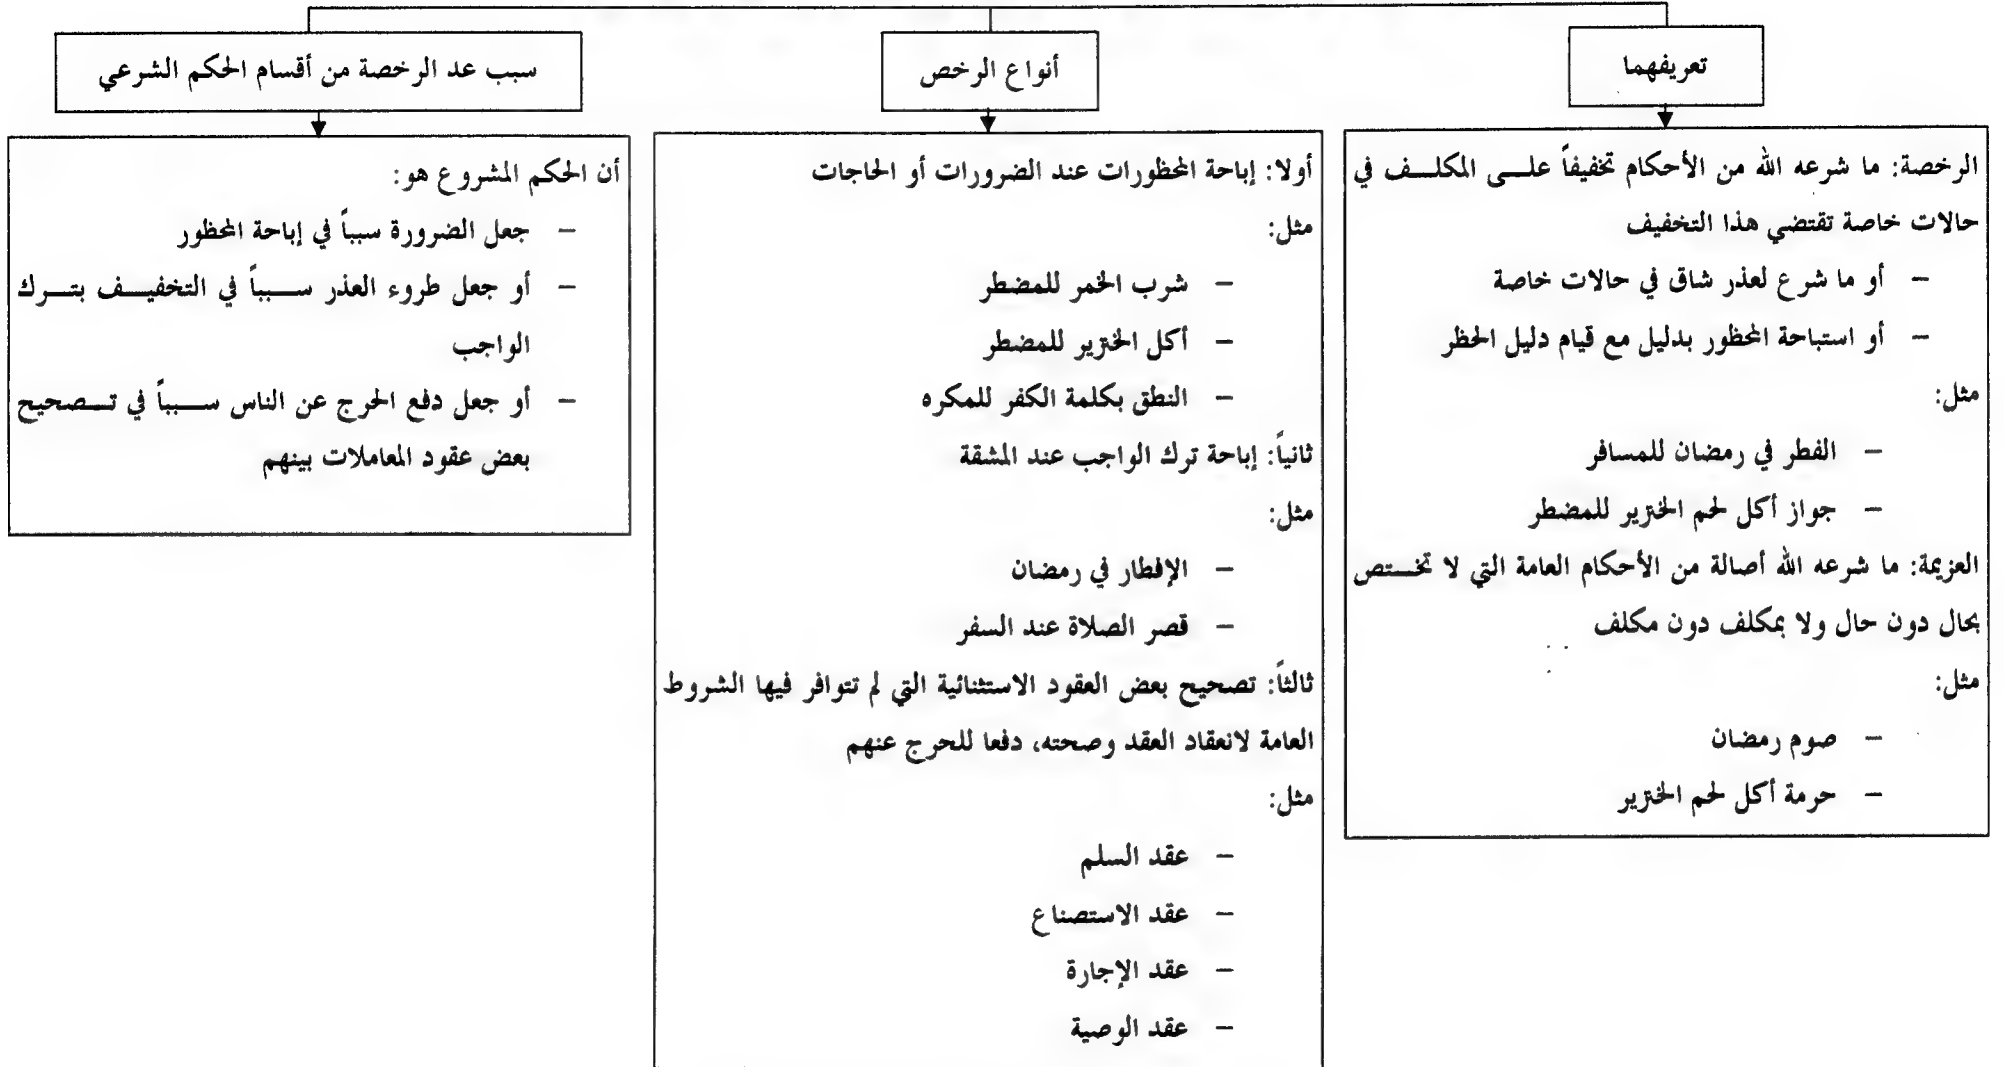 تعريفهما
الرخصة: ما شرعه الله من الأحكام تخفيفاً على المكلف في
حالات خاصة تقتضي هذا التخفيف
– أو ما شرع لعذر شاق في حالات خاصة
– أو استباحة المحظور بدليل مع قيام دليل الحظر
مثل:
– الفطر في رمضان للمسافر
– جواز أكل لحم الخنزير للمضطر
العزيمة: ما شرعه الله أصالة من الأحكام العامة التي لا تختص
بحال دون حال ولا بمكلف دون مكلف
مثل:
– صوم رمضان
– حرمة أكل لحم الخنزير
أنواع الرخص
أولا: إباحة المحظورات عند الضرورات أو الحاجات
مثل:
– شرب الخمر للمضطر
– أكل الخنزير للمضطر
– النطق بكلمة الكفر للمكره
ثانياً: إباحة ترك الواجب عند المشقة
مثل:
– الإفطار في رمضان
– قصر الصلاة عند السفر
ثالثاً: تصحيح بعض العقود الاستثنائية التي لم تتوافر فيها الشروط
العامة لانعقاد العقد وصحته، دفعا للحرج عنهم
مثل:
– عقد السلم
– عقد الاستصناع
– عقد الإجارة
– عقد الوصية
سبب عد الرخصة من أقسام الحكم الشرعي
أن الحكم المشروع هو:
– جعل الضرورة سبباً في إباحة المحظور
– أو جعل طروء العذر سبباً في التخفيف بترك
الواجب
– أو جعل دفع الحرج عن الناس سبباً في تصحيح
بعض عقود المعاملات بينهم